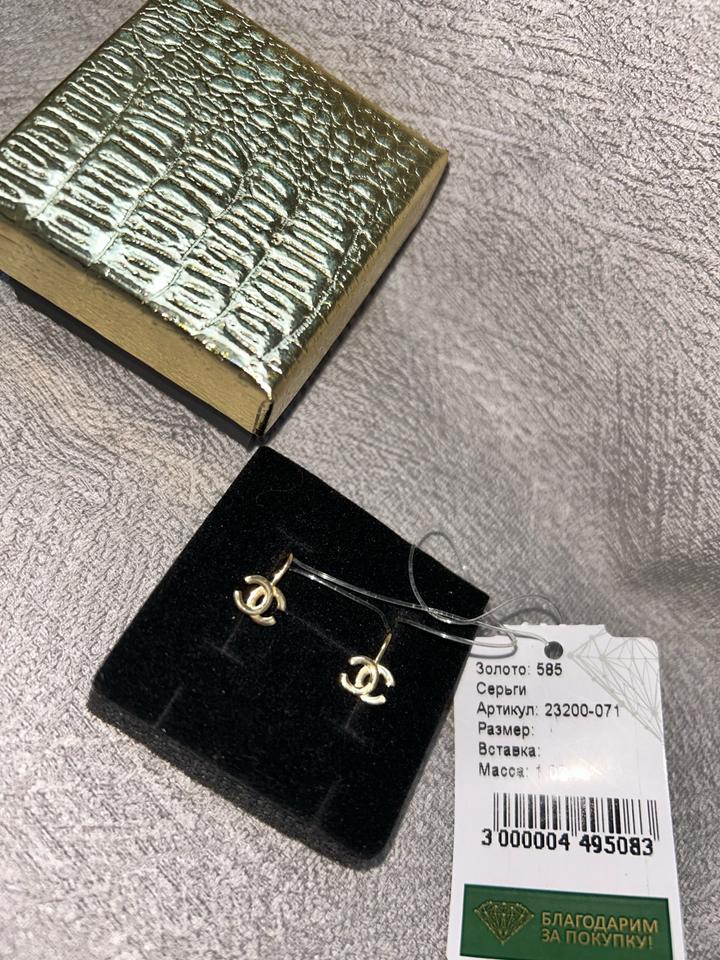 Золото: 585
Серьги
Артикул: 23200-071
Размер:
Вставка:
Масса:
3 000004 495083
БЛАГОДАРИМ
ЗА ПОКУПКУ!